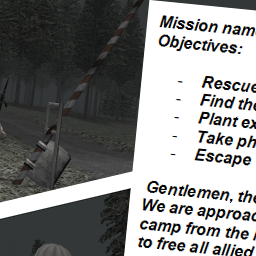 Mission name
Objectives:
- Rescue
- Find the
- Plant ex
- Take ph
- Escape
Gentlemen, the
We are approac
camp from the
to free all allied